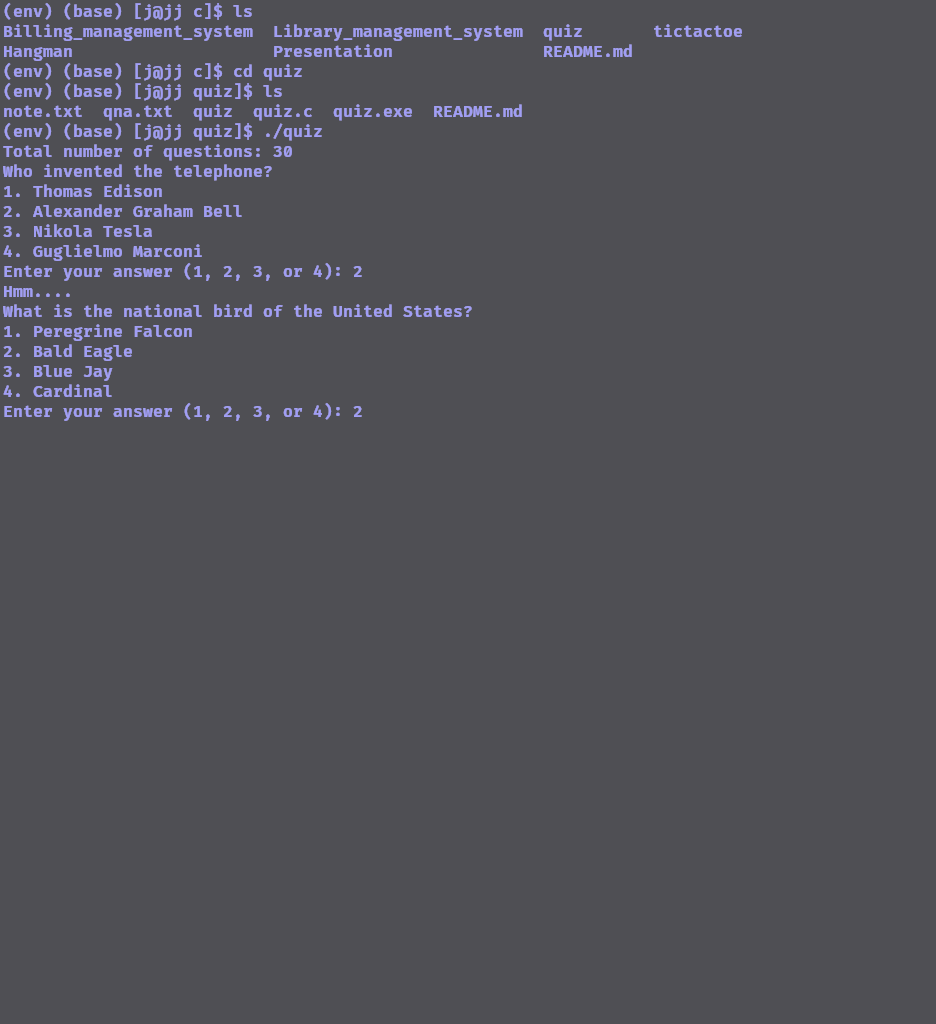 (env) (base) [j@jj c]$ ls
Billing_management_system  Library_management_system  quiz       tictactoe
Hangman                    Presentation               README.md
(env) (base) [j@jj c]$ cd quiz
(env) (base) [j@jj quiz]$ ls
note.txt  qna.txt  quiz  quiz.c  quiz.exe  README.md
(env) (base) [j@jj quiz]$ ./quiz
Total number of questions: 30
Who invented the telephone?
1. Thomas Edison
2. Alexander Graham Bell
3. Nikola Tesla
4. Guglielmo Marconi
Enter your answer (1, 2, 3, or 4): 2
Hmm....
What is the national bird of the United States?
1. Peregrine Falcon
2. Bald Eagle
3. Blue Jay
4. Cardinal
Enter your answer (1, 2, 3, or 4): 2